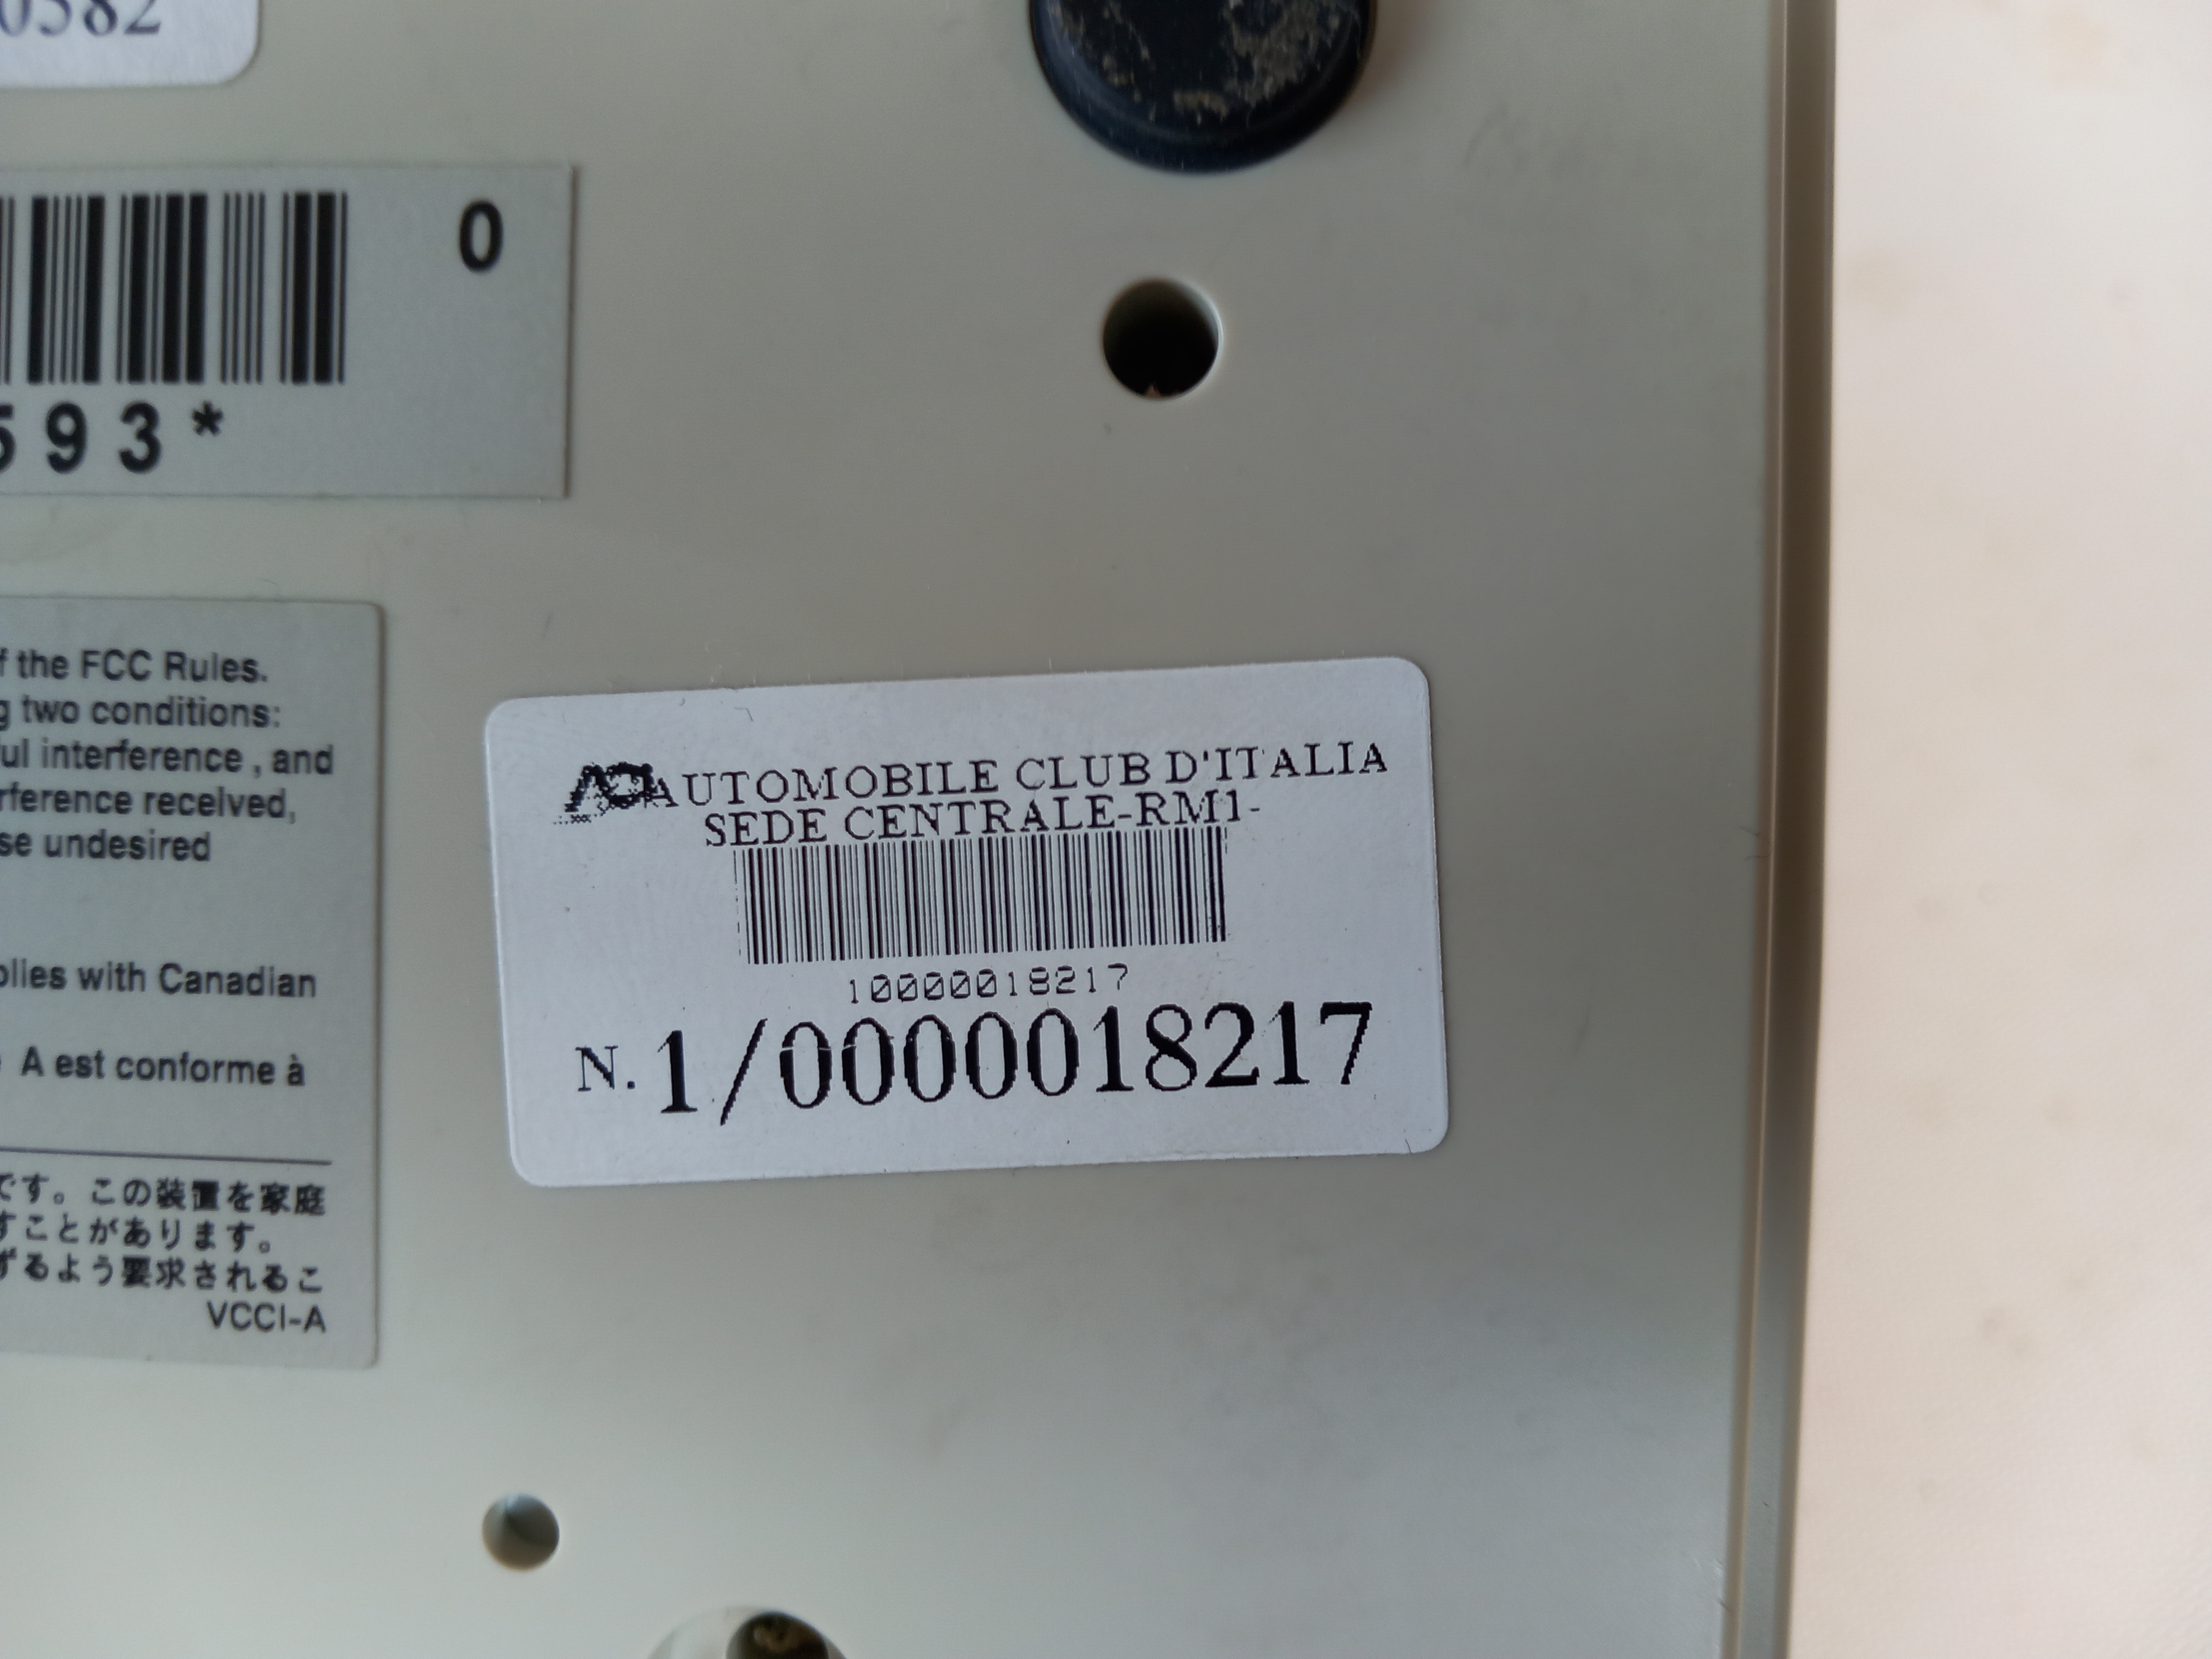 0582
0
593*
f the FCC Rules.
g two conditions:
ul interference , and
rference received,
se undesired
plies with Canadian
A est conforme à
です。この装置を家庭
すことがあります。
ずるよう要求されるこ
VCCI-A
AUTOMOBILE CLUB D'ITALIA
SEDE CENTRALE-RM1-
10000018217
N. 1/0000018217